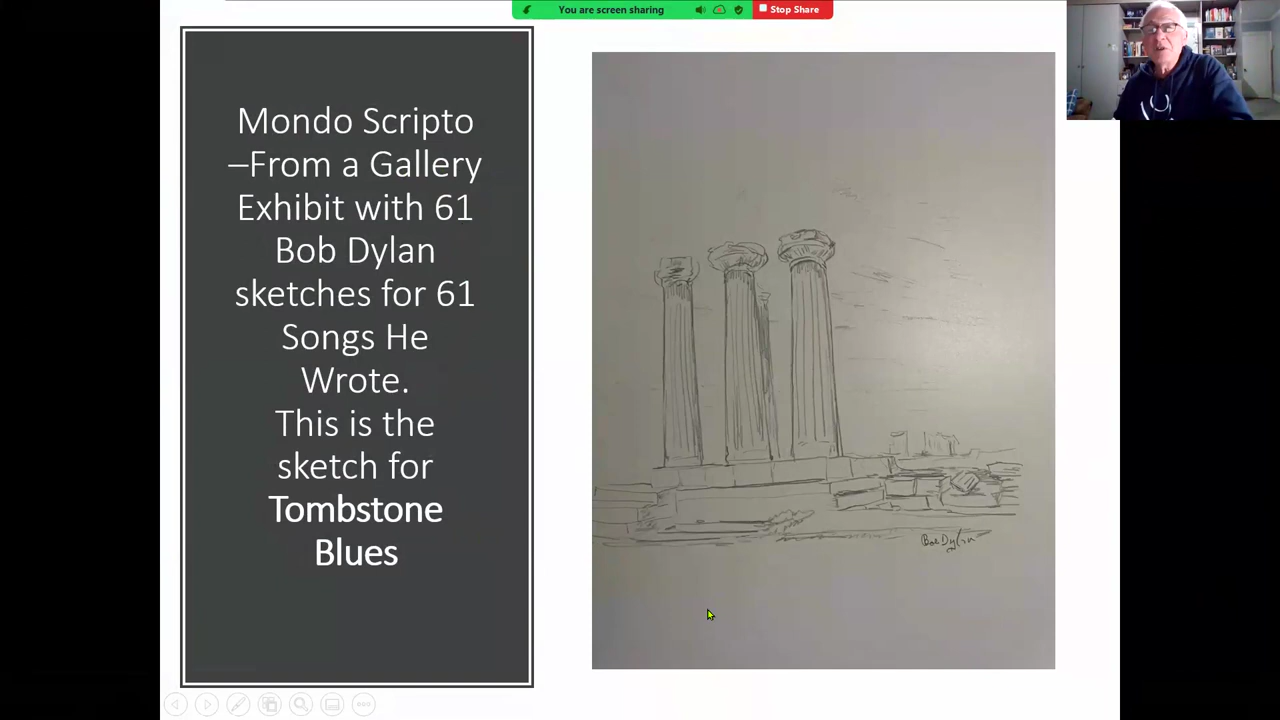 You are screen sharing
Stop Share
Mondo Scripto
–From a Gallery
Exhibit with 61
Bob Dylan
sketches for 61
Songs He
Wrote.
This is the
sketch for
Tombstone
Blues
Bob Dylan